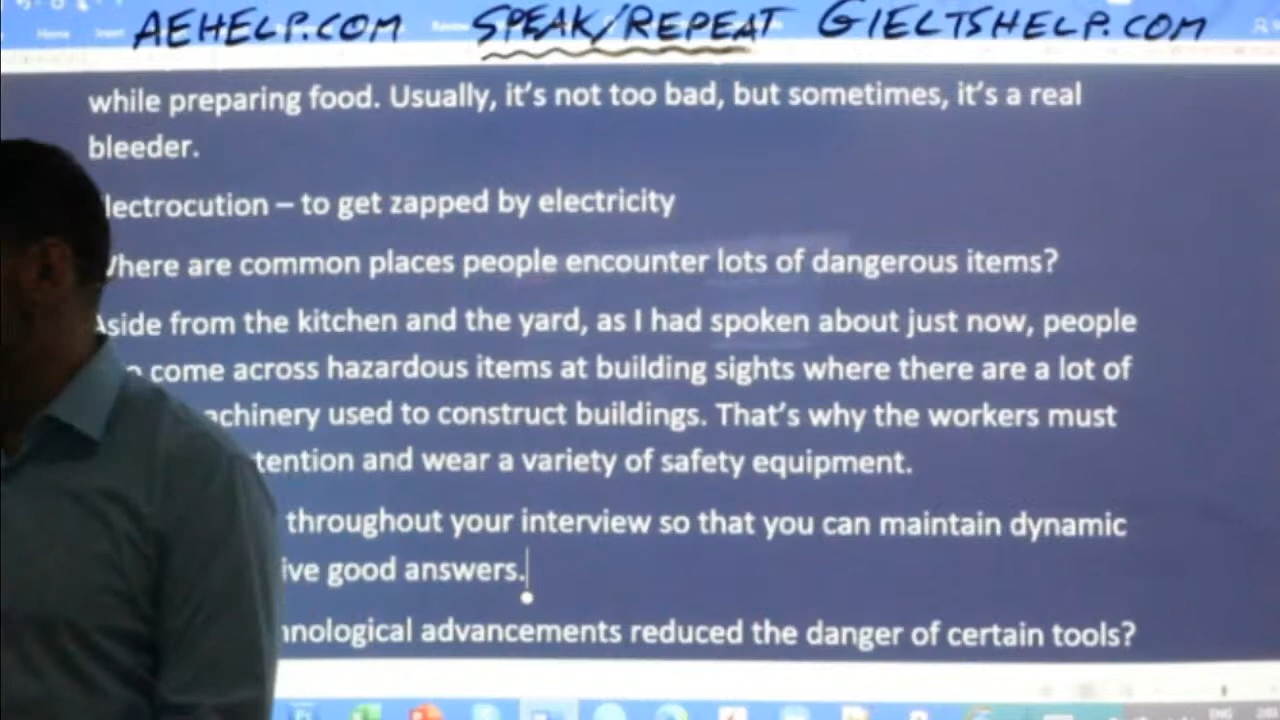 AEHELP.COM SPEAK/REPEAT GIELTSHELP.COM
Home Insert
while preparing food. Usually, it's not too bad, but sometimes, it's a real
bleeder.
lectrocution – to get zapped by electricity
here are common places people encounter lots of dangerous items?
Aside from the kitchen and the yard, as I had spoken about just now, people
come across hazardous items at building sights where there are a lot of
achinery used to construct buildings. That's why the workers must
tention and wear a variety of safety equipment.
throughout your interview so that you can maintain dynamic
ive good answers.
hnological advancements reduced the danger of certain tools?
ENG